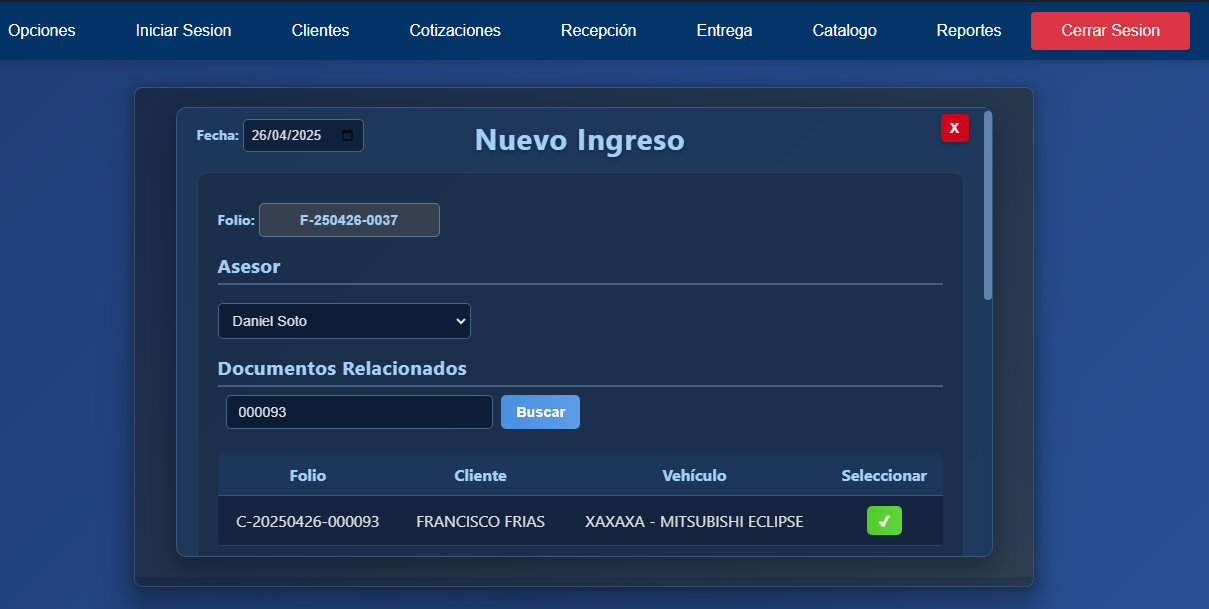 Opciones Iniciar Sesion Clientes Cotizaciones Recepción Entrega Catalogo Reportes Cerrar Sesion
Fecha: 26/04/2025 Nuevo Ingreso X
Folio: F-250426-0037
Asesor
Daniel Soto
Documentos Relacionados
000093 Buscar
Folio Cliente Vehículo Seleccionar
C-20250426-000093 FRANCISCO FRIAS XAXAXA - MITSUBISHI ECLIPSE ✓